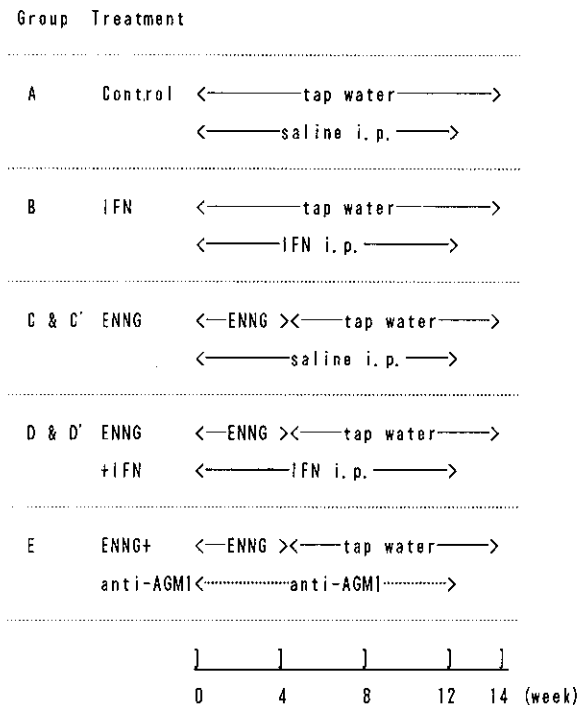 Group Treatment
A Control tap water
saline i.p.
B IFN tap water
IFN i.p.
C & C' ENNG ENNG tap water
saline i.p.
D & D' ENNG ENNG tap water
+IFN IFN i.p.
E ENNG+ ENNG tap water
anti-AGM1 anti-AGM1
0 4 8 12 14 (week)